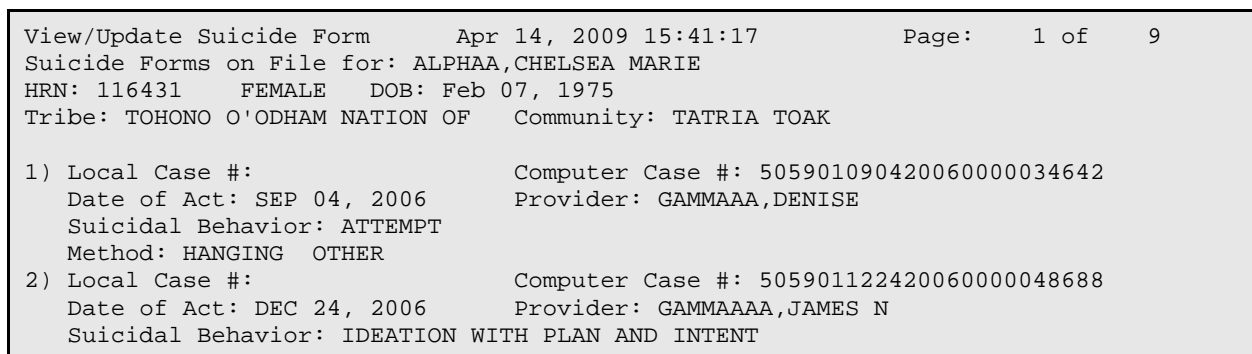 View/Update Suicide Form Apr 14, 2009 15:41:17 Page: 1 of 9
Suicide Forms on File for: ALPHAA,CHELSEA MARIE
HRN: 116431 FEMALE DOB: Feb 07, 1975
Tribe: TOHONO O'ODHAM NATION OF Community: TATRIA TOAK
1) Local Case #: Computer Case #: 505901090420060000034642
Date of Act: SEP 04, 2006 Provider: GAMMAAA,DENISE
Suicidal Behavior: ATTEMPT
Method: HANGING OTHER
2) Local Case #: Computer Case #: 505901122420060000048688
Date of Act: DEC 24, 2006 Provider: GAMMAAAA,JAMES N
Suicidal Behavior: IDEATION WITH PLAN AND INTENT